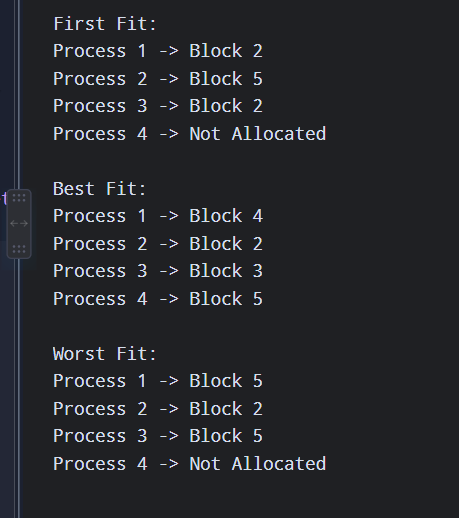 First Fit:
Process 1 -> Block 2
Process 2 -> Block 5
Process 3 -> Block 2
Process 4 -> Not Allocated
Best Fit:
Process 1 -> Block 4
Process 2 -> Block 2
Process 3 -> Block 3
Process 4 -> Block 5
Worst Fit:
Process 1 -> Block 5
Process 2 -> Block 2
Process 3 -> Block 5
Process 4 -> Not Allocated